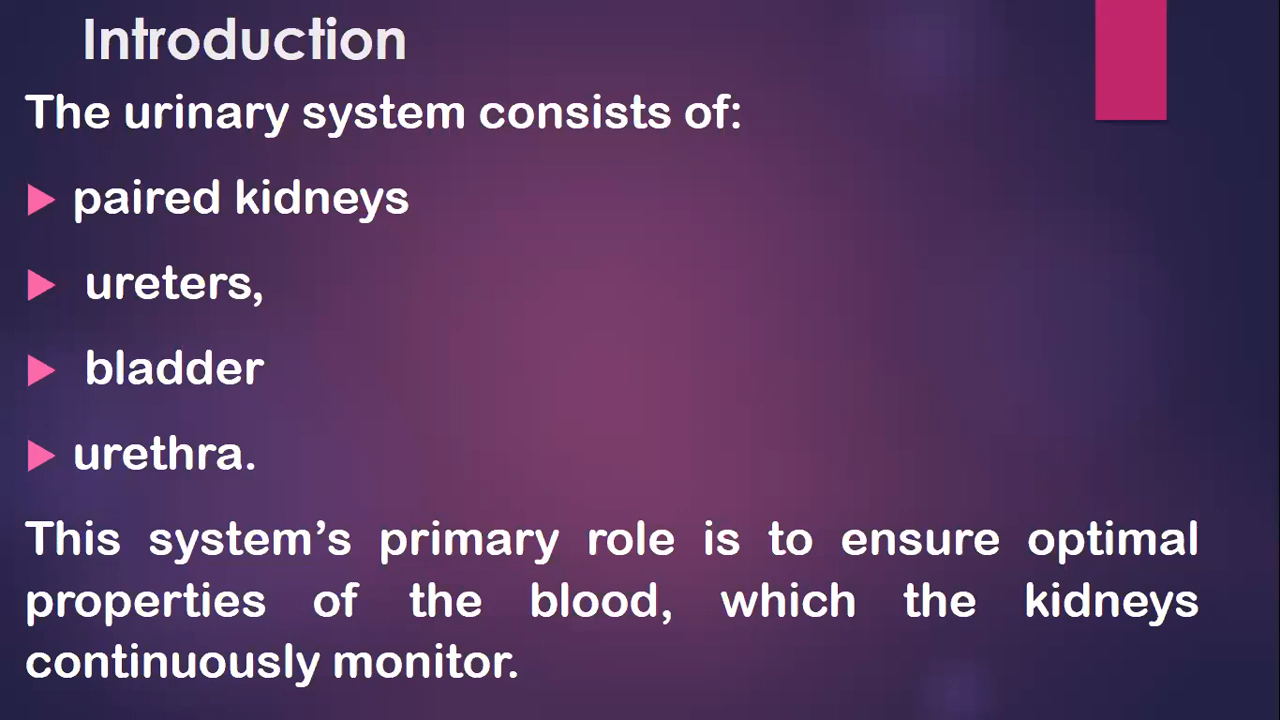 Introduction
The urinary system consists of:
paired kidneys
ureters,
bladder
urethra.
This system’s primary role is to ensure optimal
properties of the blood, which the kidneys
continuously monitor.